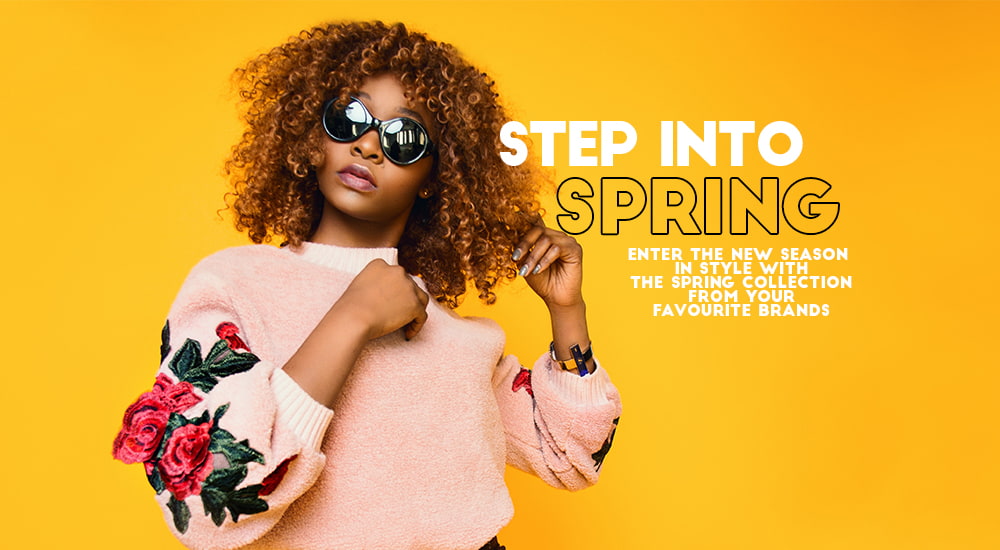 STEP INTO
SPRING
ENTER THE NEW SEASON
IN STYLE WITH
THE SPRING COLLECTION
FROM YOUR
FAVOURITE BRANDS